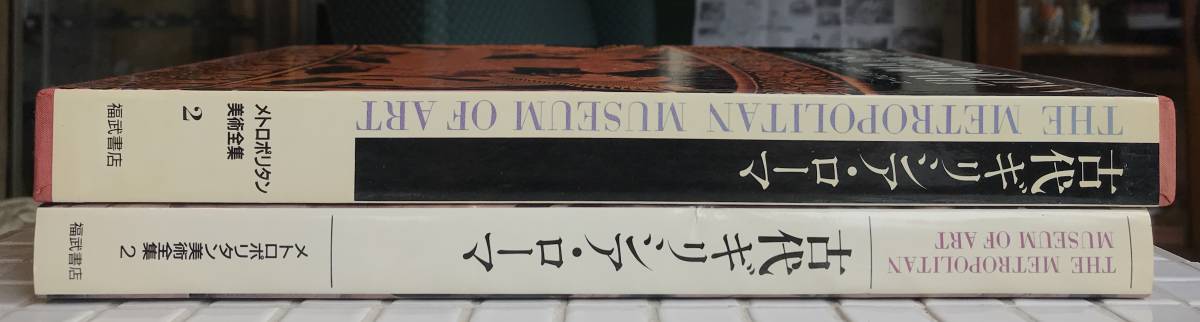 THE METROPOLITAN MUSEUM OF ART
古代ギリシア・ローマ
メトロポリタン
美術全集
2
福武書店
THE METROPOLITAN
MUSEUM OF ART
古代ギリシア・ローマ
メトロポリタン美術全集 2
福武書店